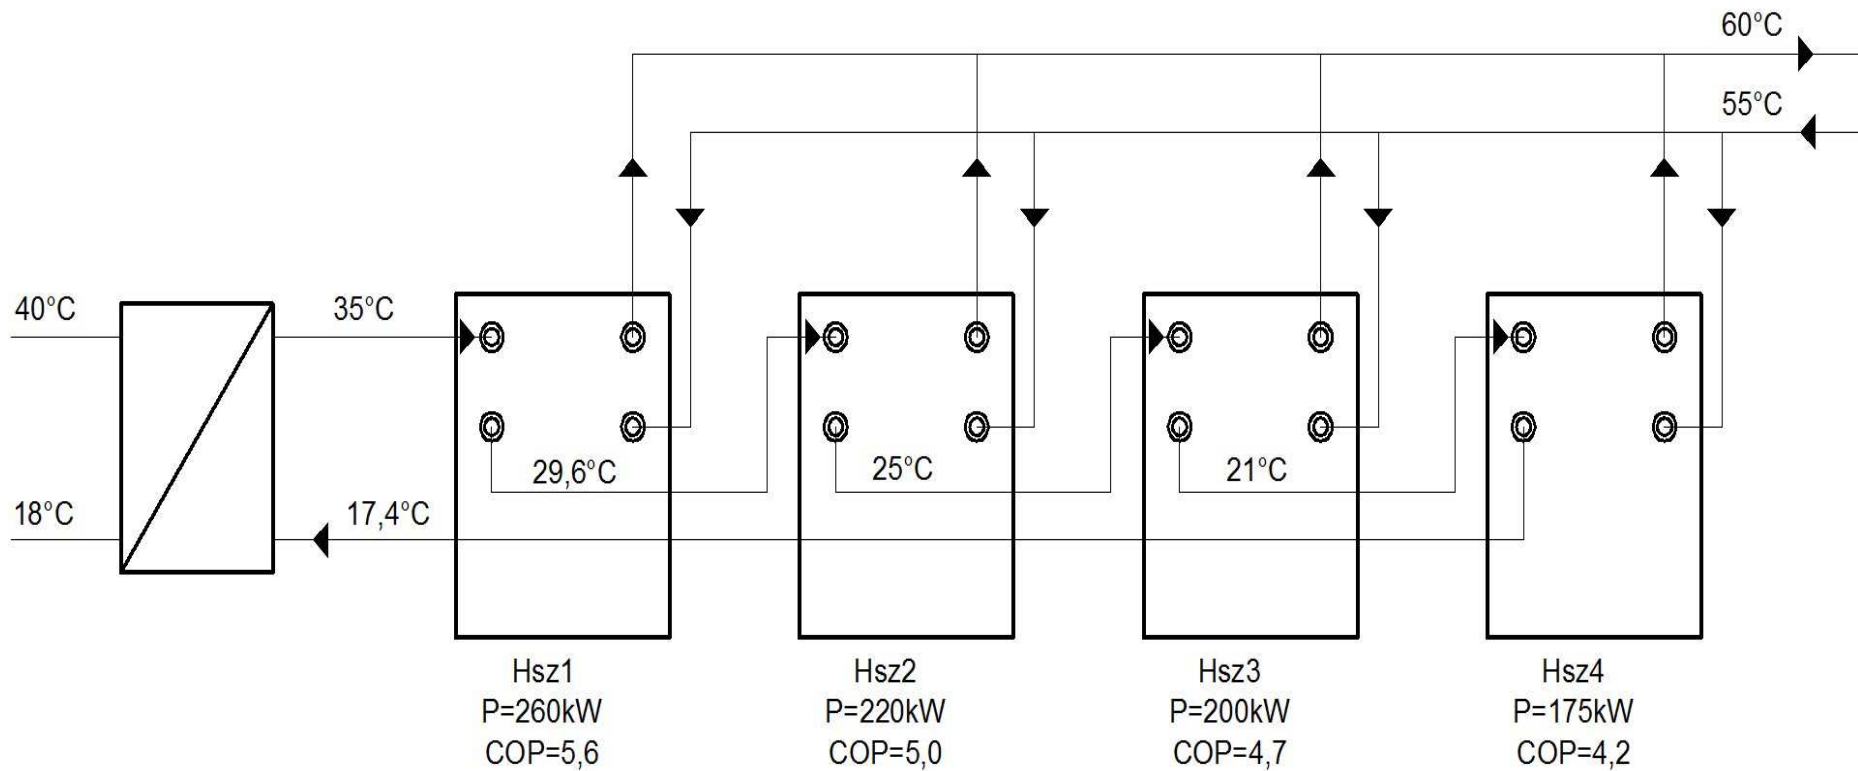 60°C
55°C
40°C
35°C
29,6°C
25°C
21°C
18°C
17,4°C
Hsz1
P=260kW
COP=5,6
Hsz2
P=220kW
COP=5,0
Hsz3
P=200kW
COP=4,7
Hsz4
P=175kW
COP=4,2